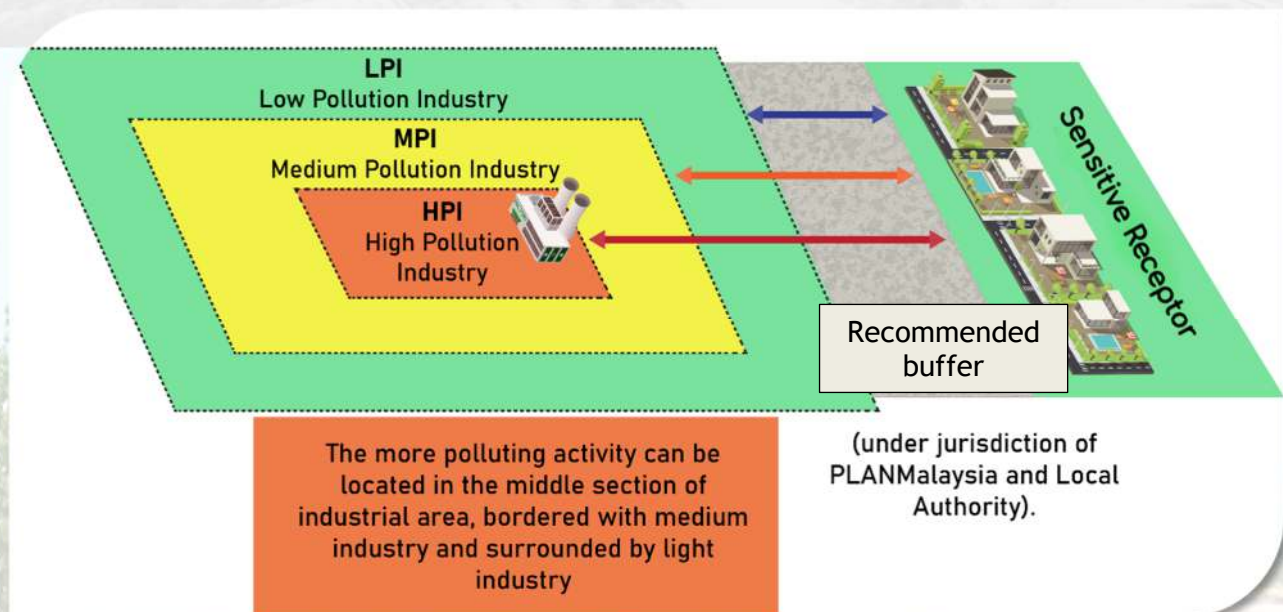 LPI
Low Pollution Industry
MPI
Medium Pollution Industry
HPI
High Pollution
Industry
Sensitive Receptor
Recommended
buffer
(under jurisdiction of
PLANMalaysia and Local
Authority).
The more polluting activity can be
located in the middle section of
industrial area, bordered with medium
industry and surrounded by light
industry